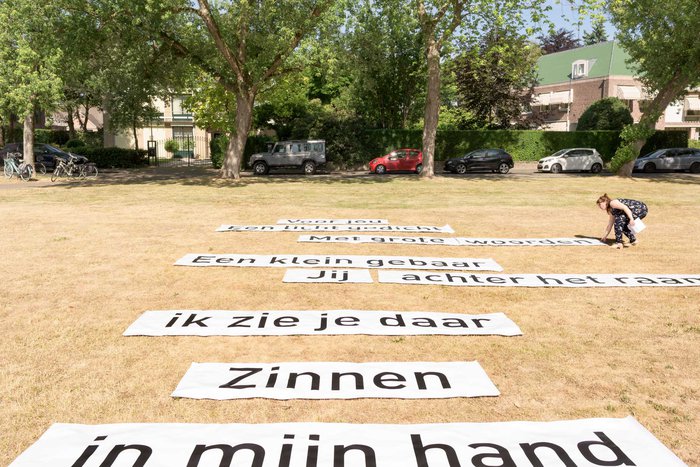 Voor jou
Een licht gedicht
Met grote woorden
Een klein gebaar
Jij achter het raam
ik zie je daar
Zinnen
in mijn hand